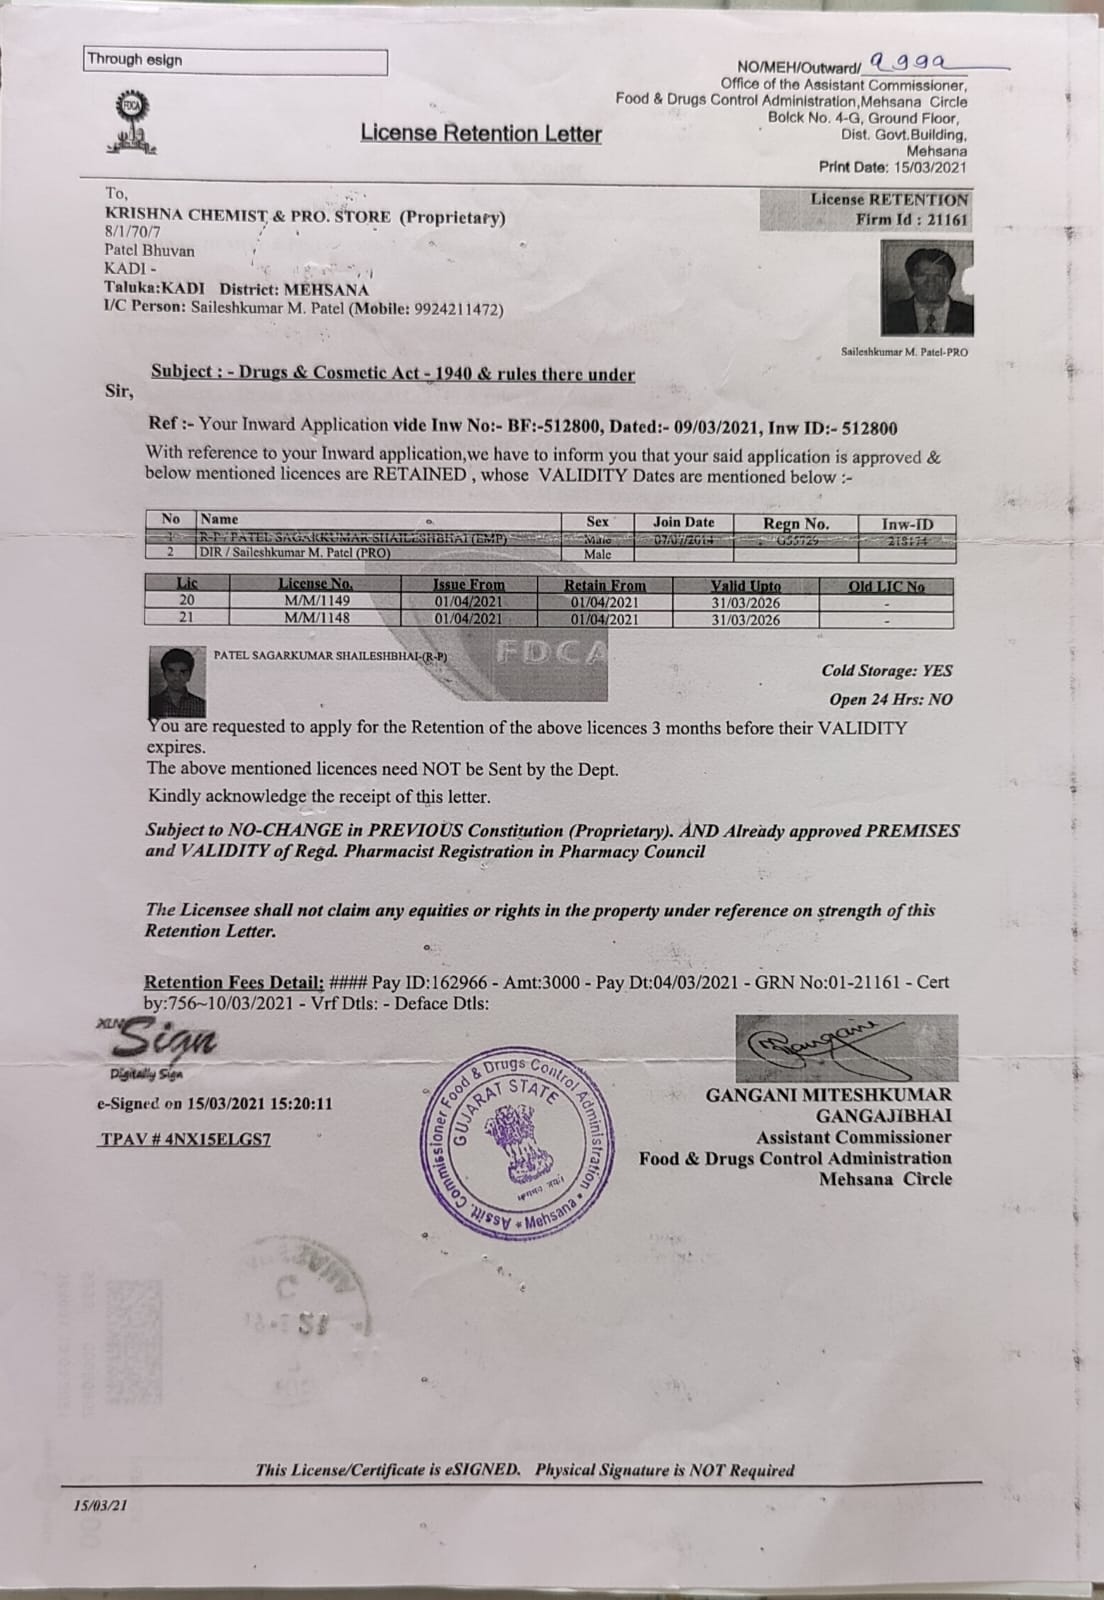 Through esign
NO/MEH/Outward/
Office of the Assistant Commissioner,
Food & Drugs Control Administration,Mehsana Circle
Bolck No. 4-G, Ground Floor,
Dist. Govt.Building,
Mehsana
Print Date: 15/03/2021
FDCA
License Retention Letter
To,
KRISHNA CHEMIST & PRO. STORE (Proprietary)
8/1/70/7
Patel Bhuvan
KADI -
Taluka:KADI District: MEHSANA
I/C Person: Saileshkumar M. Patel (Mobile: 9924211472)
License RETENTION
Firm Id : 21161
Saileshkumar M. Patel-PRO
Subject : - Drugs & Cosmetic Act - 1940 & rules there under
Sir,
Ref :- Your Inward Application vide Inw No:- BF:-512800, Dated:- 09/03/2021, Inw ID:- 512800
With reference to your Inward application,we have to inform you that your said application is approved &
below mentioned licences are RETAINED , whose VALIDITY Dates are mentioned below :-
No Name Sex Join Date Regn No. Inw-ID
1 R-P / PATEL SAGARKUMAR SHAILESHBHAI (EMP) Male
2 DIR / Saileshkumar M. Patel (PRO) Male
Lic License No. Issue From Retain From Valid Upto Old LIC No
20 M/M/1149 01/04/2021 01/04/2021 31/03/2026 -
21 M/M/1148 01/04/2021 01/04/2021 31/03/2026 -
FDCA
PATEL SAGARKUMAR SHAILESHBHAI-(R-P)
Cold Storage: YES
Open 24 Hrs: NO
You are requested to apply for the Retention of the above licences 3 months before their VALIDITY
expires.
The above mentioned licences need NOT be Sent by the Dept.
Kindly acknowledge the receipt of this letter.
Subject to NO-CHANGE in PREVIOUS Constitution (Proprietary). AND Already approved PREMISES
and VALIDITY of Regd. Pharmacist Registration in Pharmacy Council
The Licensee shall not claim any equities or rights in the property under reference on strength of this
Retention Letter.
Retention Fees Detail: #### Pay ID:162966 - Amt:3000 - Pay Dt:04/03/2021 - GRN No:01-21161 - Cert
by:756~10/03/2021 - Vrf Dtls: - Deface Dtls:
XLN
Sign
Digitally Sign
e-Signed on 15/03/2021 15:20:11
TPAV # 4NX15ELGS7
Assitt. Commissioner Food & Drugs Control Administration
GUJARAT STATE
* Mehsana *
GANGANI MITESHKUMAR
GANGAJIBHAI
Assistant Commissioner
Food & Drugs Control Administration
Mehsana Circle
This License/Certificate is eSIGNED. Physical Signature is NOT Required
15/03/21